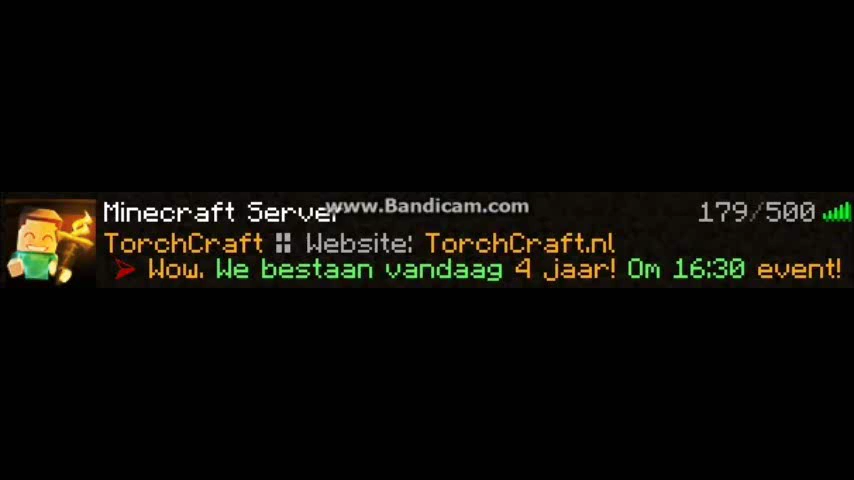 www.Bandicam.com
Minecraft Server 179/500
TorchCraft :: Website: TorchCraft.nl
➢ Wow. We bestaan vandaag 4 jaar! Om 16:30 event!